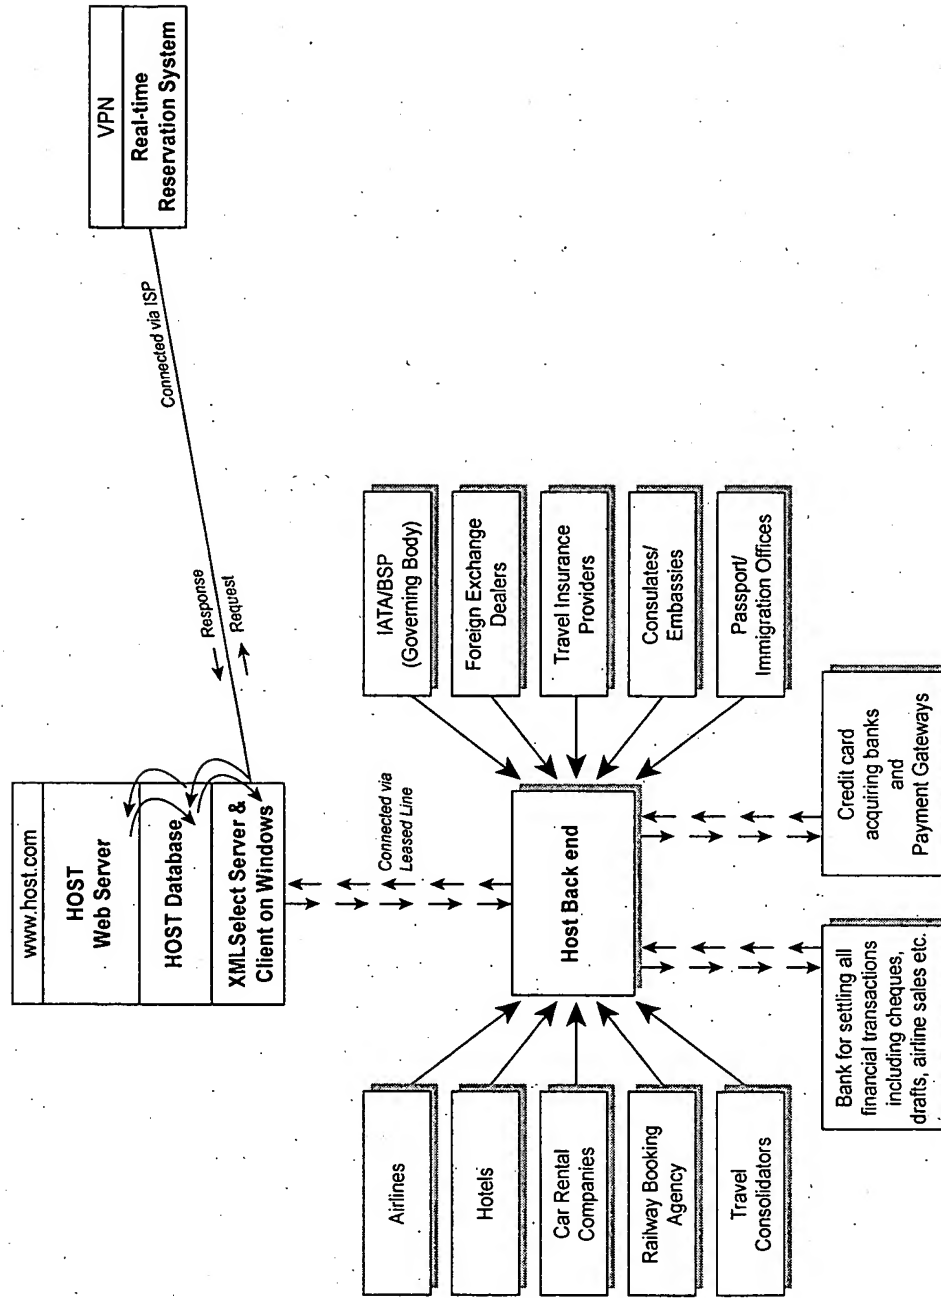 www.host.com
HOST
Web Server
HOST Database
XMLSelect Server &
Client on Windows
Response
Request
Connected via ISP
VPN
Real-time
Reservation System
Connected via
Leased Line
Airlines
Hotels
Car Rental
Companies
Railway Booking
Agency
Travel
Consolidators
Host Back end
IATA/BSP
(Governing Body)
Foreign Exchange
Dealers
Travel Insurance
Providers
Consulates/
Embassies
Passport/
Immigration Offices
Bank for settling all
financial transactions
including cheques,
drafts, airline sales etc.
Credit card
acquiring banks
and
Payment Gateways